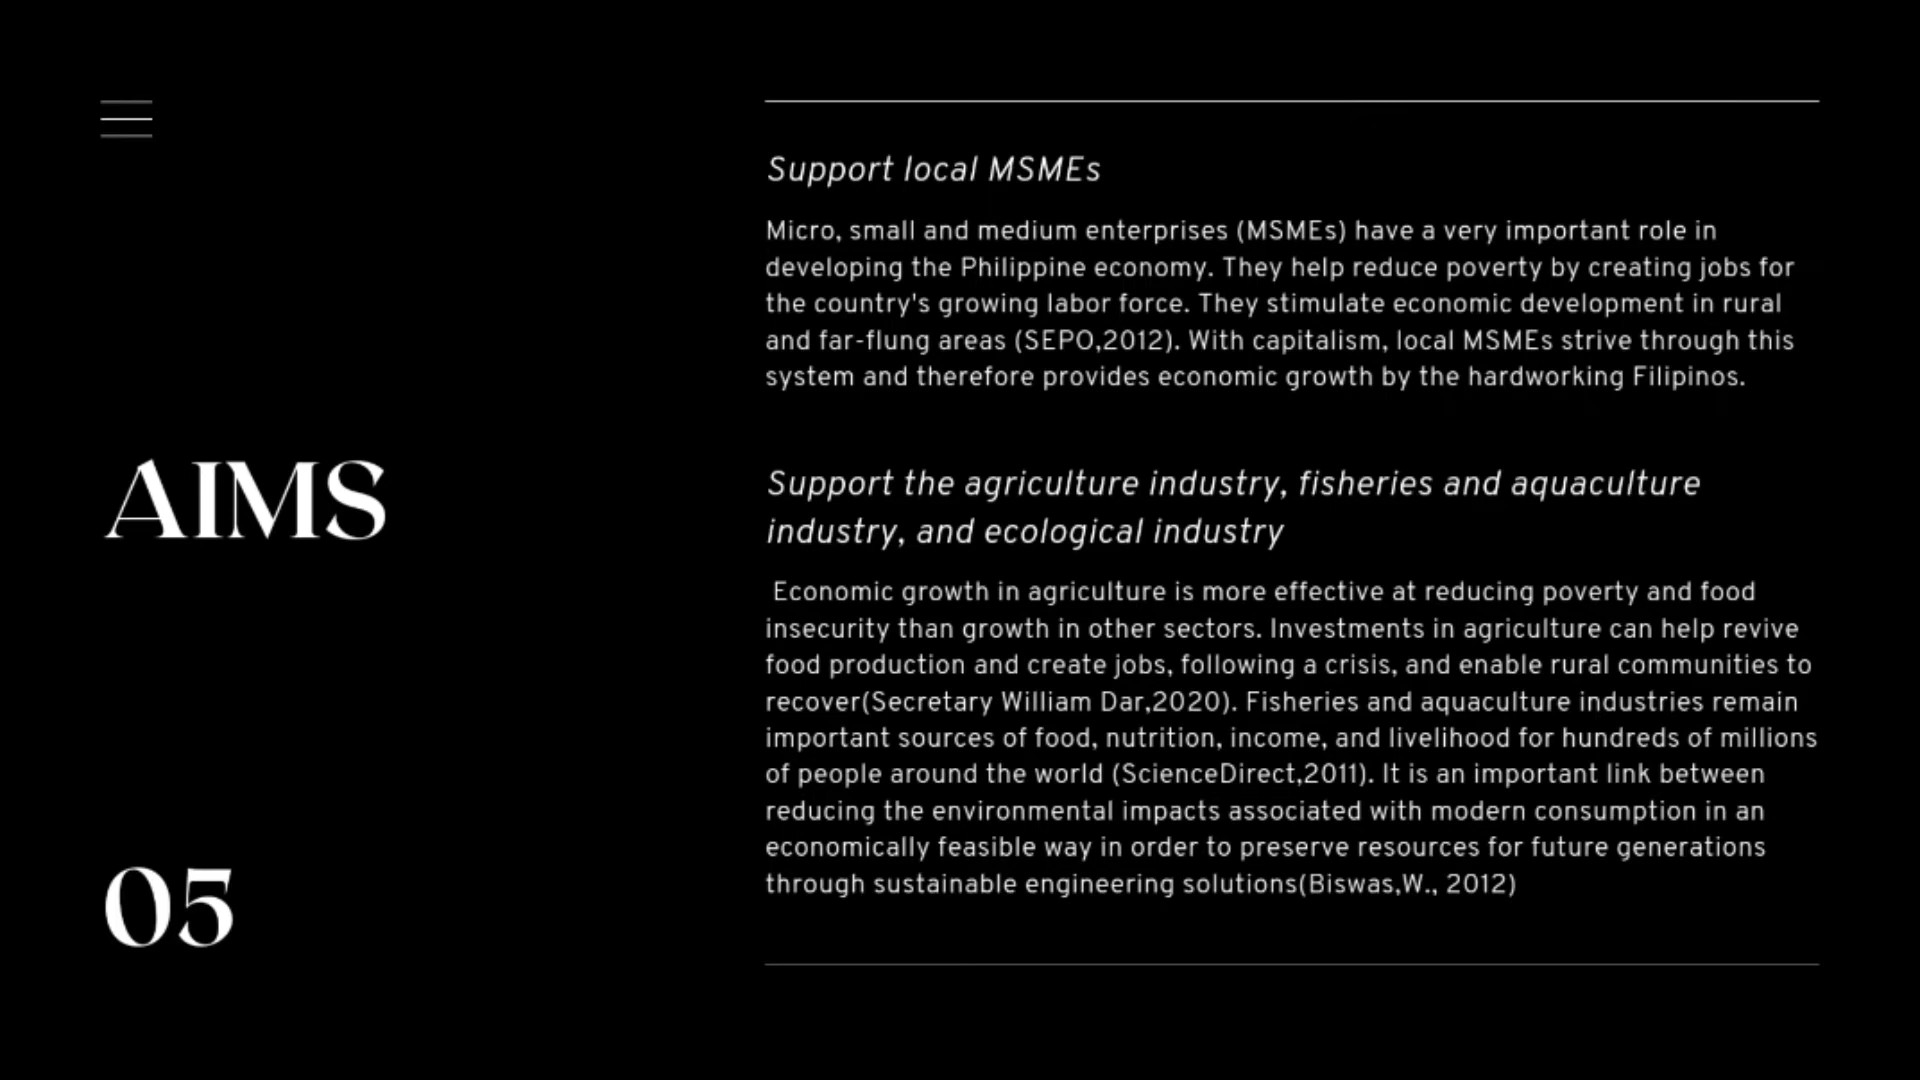 Support local MSMEs
Micro, small and medium enterprises (MSMEs) have a very important role in
developing the Philippine economy. They help reduce poverty by creating jobs for
the country's growing labor force. They stimulate economic development in rural
and far-flung areas (SEPO,2012). With capitalism, local MSMEs strive through this
system and therefore provides economic growth by the hardworking Filipinos.
AIMS
Support the agriculture industry, fisheries and aquaculture
industry, and ecological industry
Economic growth in agriculture is more effective at reducing poverty and food
insecurity than growth in other sectors. Investments in agriculture can help revive
food production and create jobs, following a crisis, and enable rural communities to
recover(Secretary William Dar,2020). Fisheries and aquaculture industries remain
important sources of food, nutrition, income, and livelihood for hundreds of millions
of people around the world (ScienceDirect,2011). It is an important link between
reducing the environmental impacts associated with modern consumption in an
economically feasible way in order to preserve resources for future generations
through sustainable engineering solutions(Biswas,W., 2012)
05